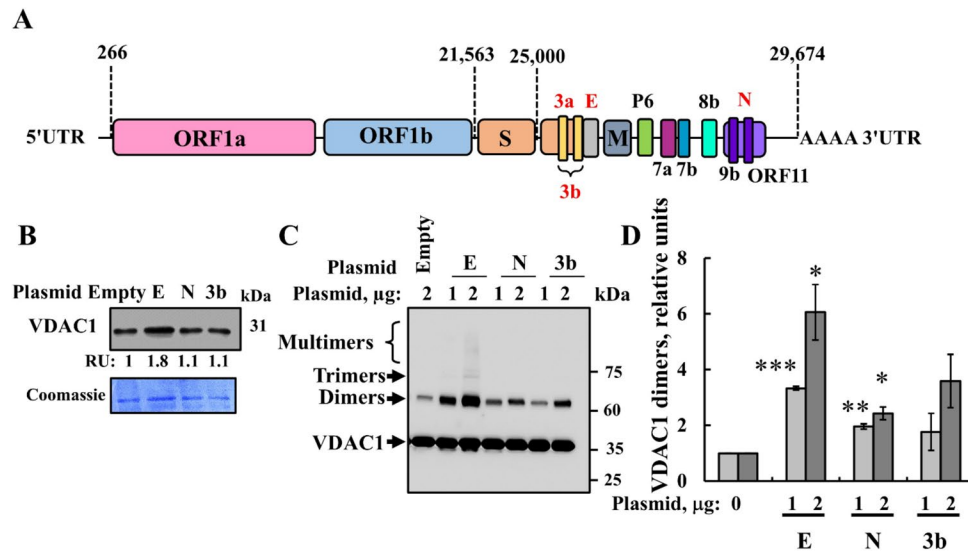 A
266
21,563
25,000
29,674
3a
E
P6
8b
N
5'UTR
ORF1a
ORF1b
S
M
AAAA 3'UTR
7a
7b
9b
ORF11
3b
B
Plasmid Empty E N 3b kDa
VDAC1 31
RU: 1 1.8 1.1 1.1
Coomassie
C
Empty
E N 3b
Plasmid
Plasmid, µg: 2 1 2 1 2 1 2 kDa
Multimers
Trimers 75
Dimers 60
VDAC1 35
25
D
VDAC1 dimers, relative units
8
6
4
2
0
***
*
**
*
Plasmid, µg: 0 1 2 1 2 1 2
E N 3b